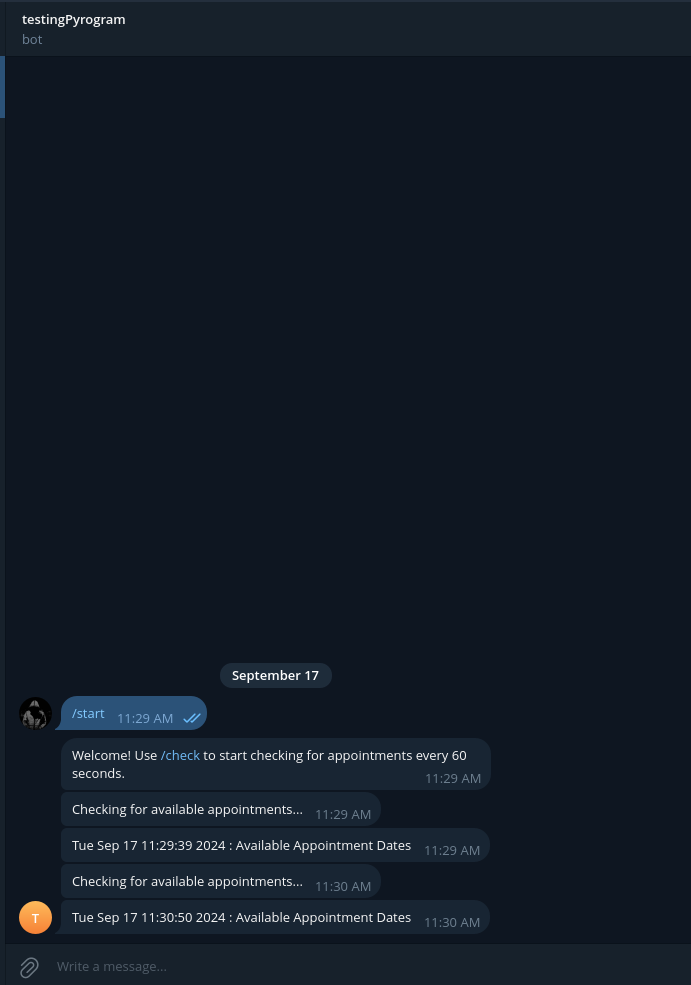 testingPyrogram
bot
September 17
/start 11:29 AM
Welcome! Use /check to start checking for appointments every 60
seconds. 11:29 AM
Checking for available appointments... 11:29 AM
Tue Sep 17 11:29:39 2024 : Available Appointment Dates 11:29 AM
Checking for available appointments... 11:30 AM
T
Tue Sep 17 11:30:50 2024 : Available Appointment Dates 11:30 AM
Write a message...